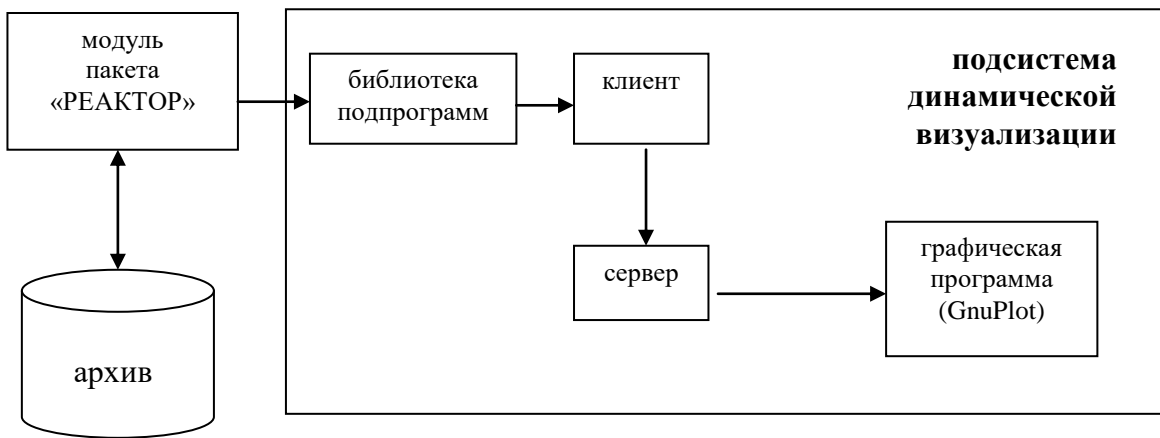 модуль
пакета
«РЕАКТОР»
библиотека
подпрограмм
клиент
подсистема
динамической
визуализации
сервер
графическая
программа
(GnuPlot)
архив